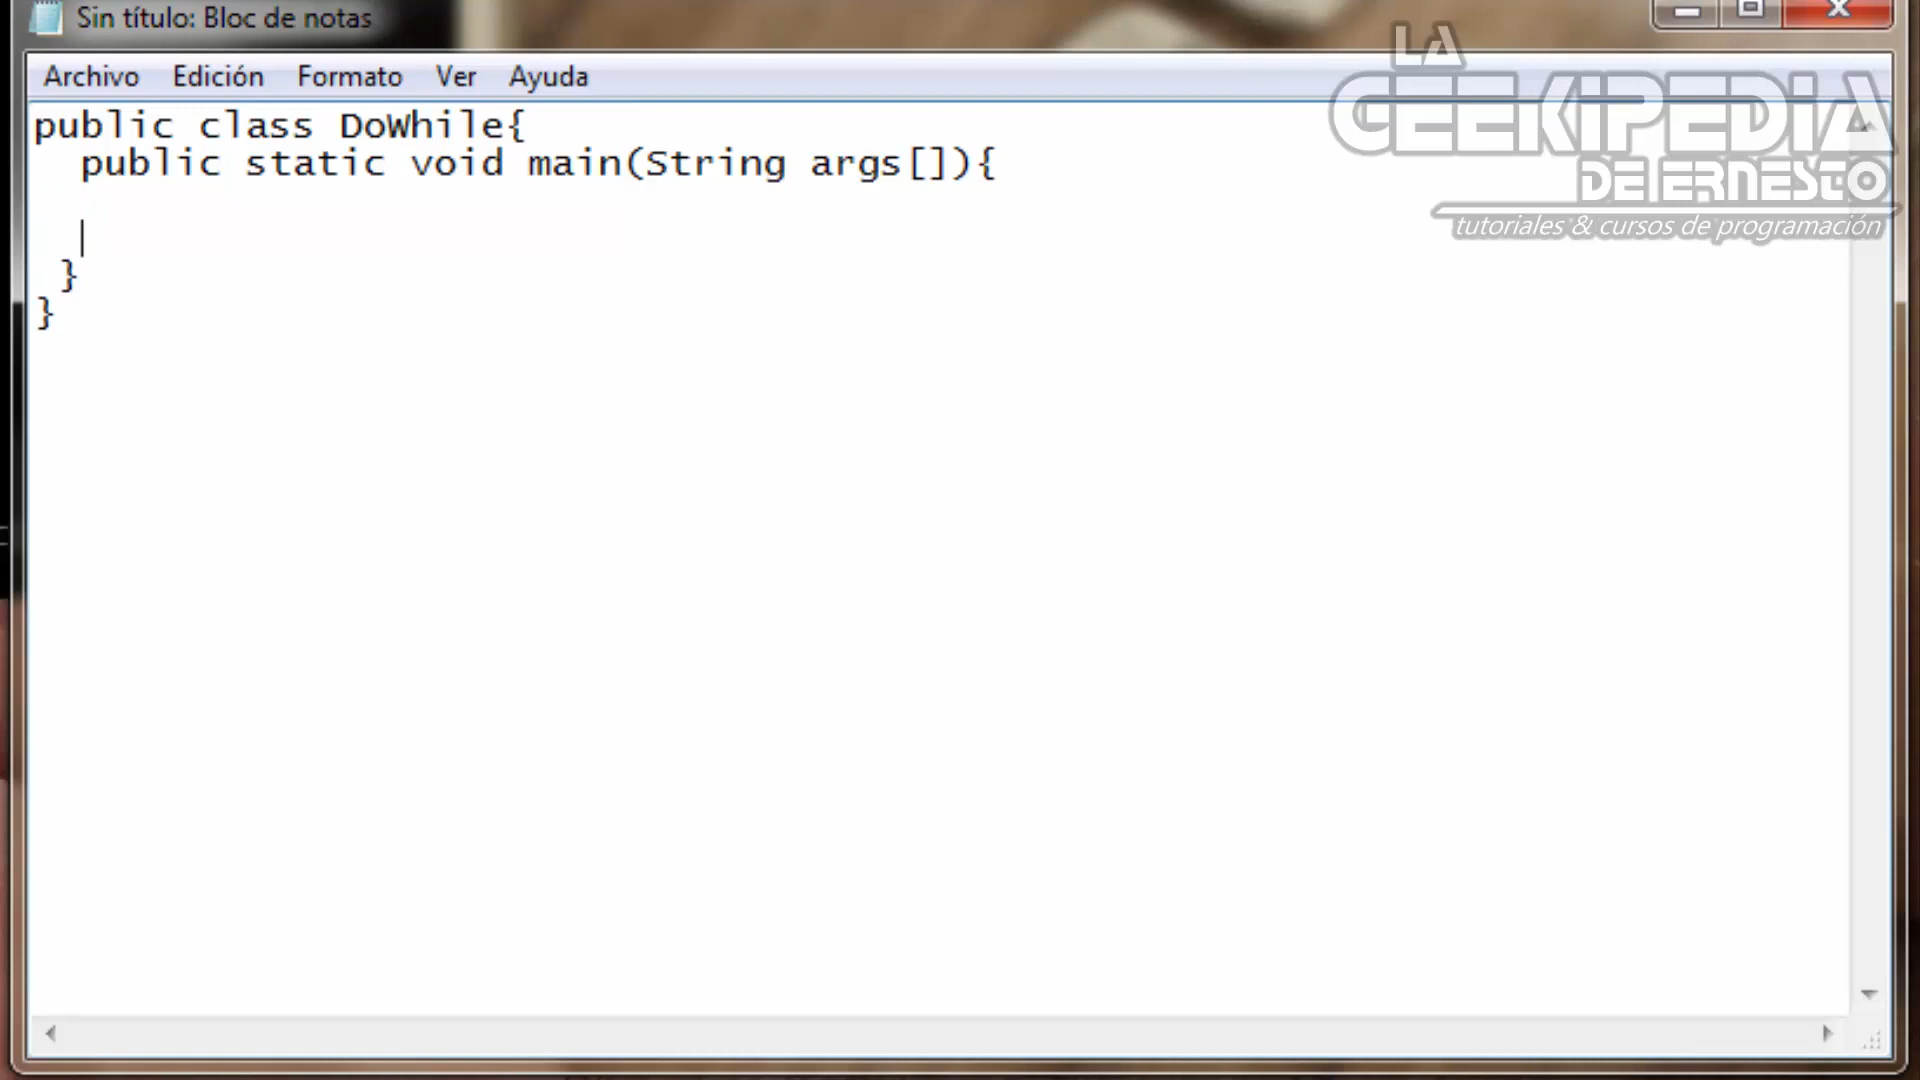 Sin título: Bloc de notas
Archivo Edición Formato Ver Ayuda
public class DoWhile{
public static void main(String args[]){
}
}
LA
GEEKIPEDIA
DE ERNESTO
tutoriales & cursos de programación